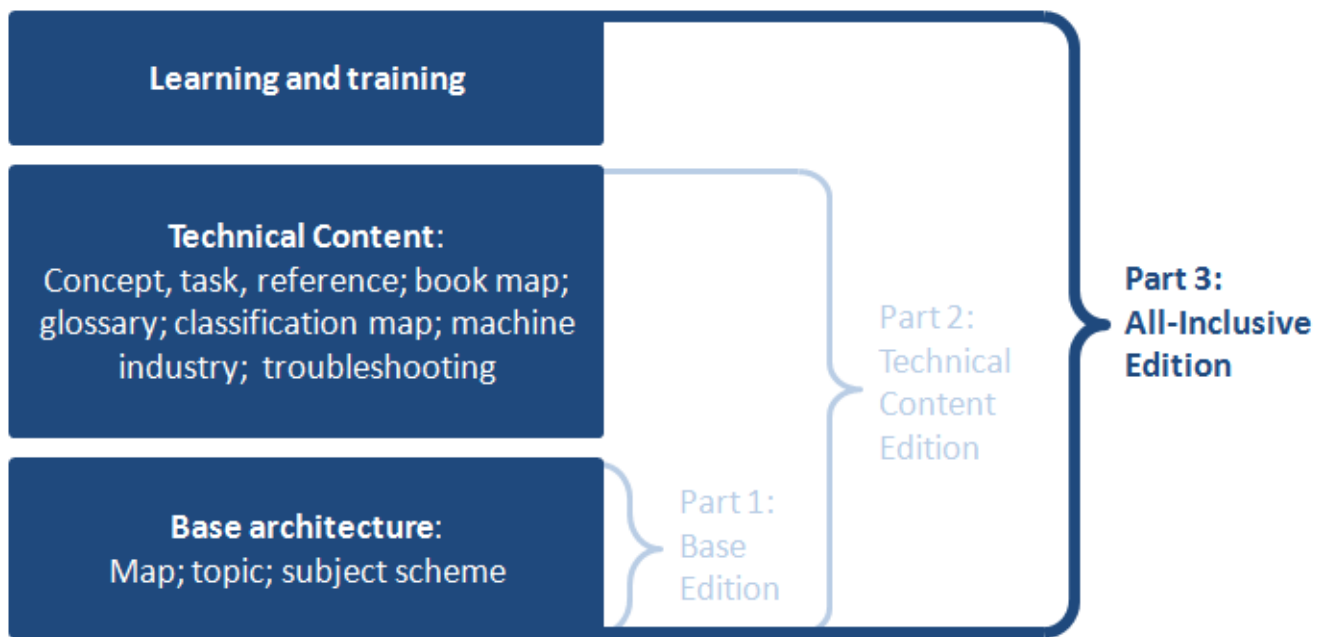 Learning and training
Technical Content:
Concept, task, reference; book map;
glossary; classification map; machine
industry; troubleshooting
Base architecture:
Map; topic; subject scheme
Part 1:
Base
Edition
Part 2:
Technical
Content
Edition
Part 3:
All-Inclusive
Edition